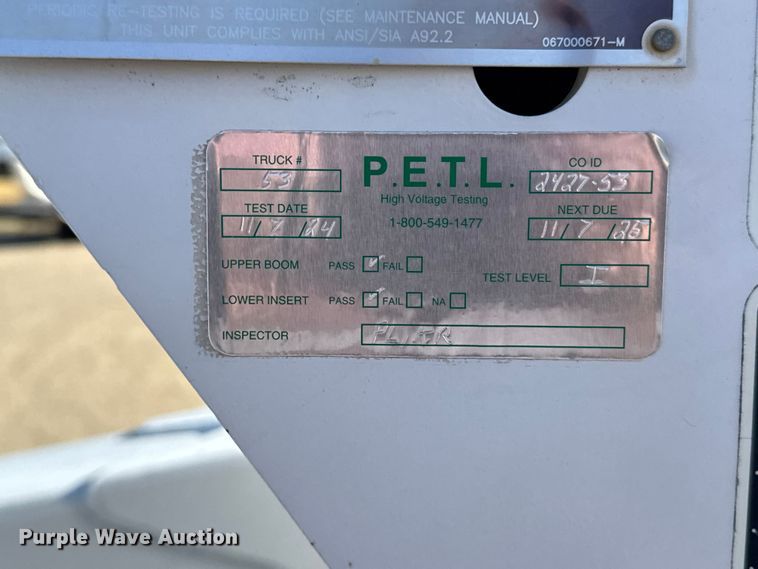 PERIODIC RE-TESTING IS REQUIRED (SEE MAINTENANCE MANUAL)
THIS UNIT COMPLIES WITH ANSI/SIA A92.2
067000671-M
TRUCK # P.E.T.L. CO ID
53 2427-53
High Voltage Testing
TEST DATE 1-800-549-1477 NEXT DUE
11/7/24 11/7/25
UPPER BOOM PASS ✓ FAIL
TEST LEVEL I
LOWER INSERT PASS ✓ FAIL NA
INSPECTOR
Purple Wave Auction